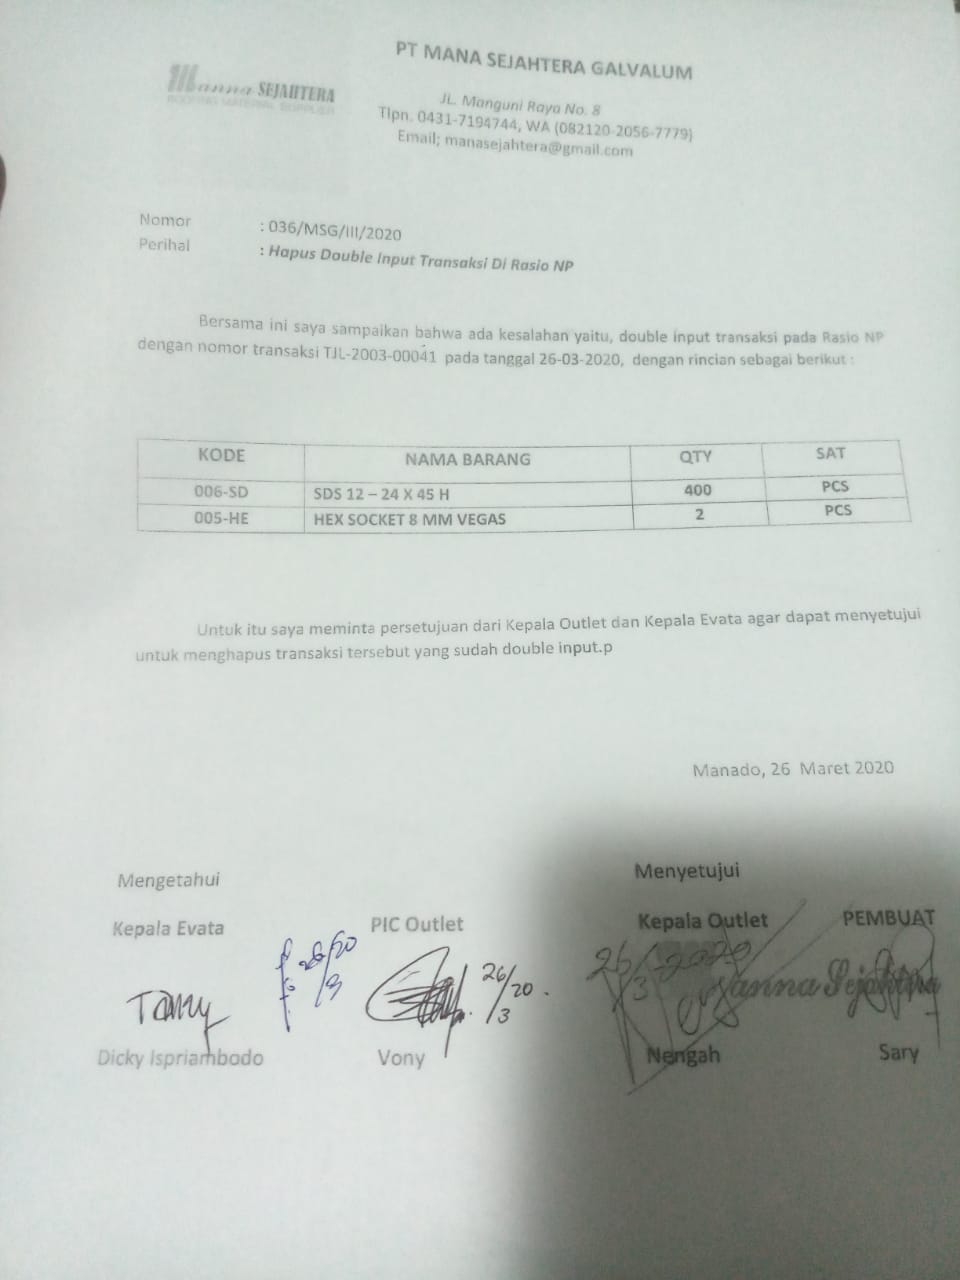 PT MANA SEJAHTERA GALVALUM
Manna SEJAHTERA
ROOFING MATERIAL SUPPLIER
JL. Manguni Raya No. 8
Tlpn. 0431-7194744, WA (082120-2056-7779)
Email; manasejahtera@gmail.com
Nomor : 036/MSG/III/2020
Perihal : Hapus Double Input Transaksi Di Rasio NP
Bersama ini saya sampaikan bahwa ada kesalahan yaitu, double input transaksi pada Rasio NP
dengan nomor transaksi TJL-2003-00041 pada tanggal 26-03-2020, dengan rincian sebagai berikut :
KODE NAMA BARANG QTY SAT
006-SD SDS 12 – 24 X 45 H 400 PCS
005-HE HEX SOCKET 8 MM VEGAS 2 PCS
Untuk itu saya meminta persetujuan dari Kepala Outlet dan Kepala Evata agar dapat menyetujui
untuk menghapus transaksi tersebut yang sudah double input.p
Manado, 26 Maret 2020
Mengetahui Menyetujui
Kepala Evata PIC Outlet Kepala Outlet PEMBUAT
26/3 20 26/3 20 26/3 - 2020
Tanny Manna Sejahtera
Dicky Ispriambodo Vony Nengah Sary